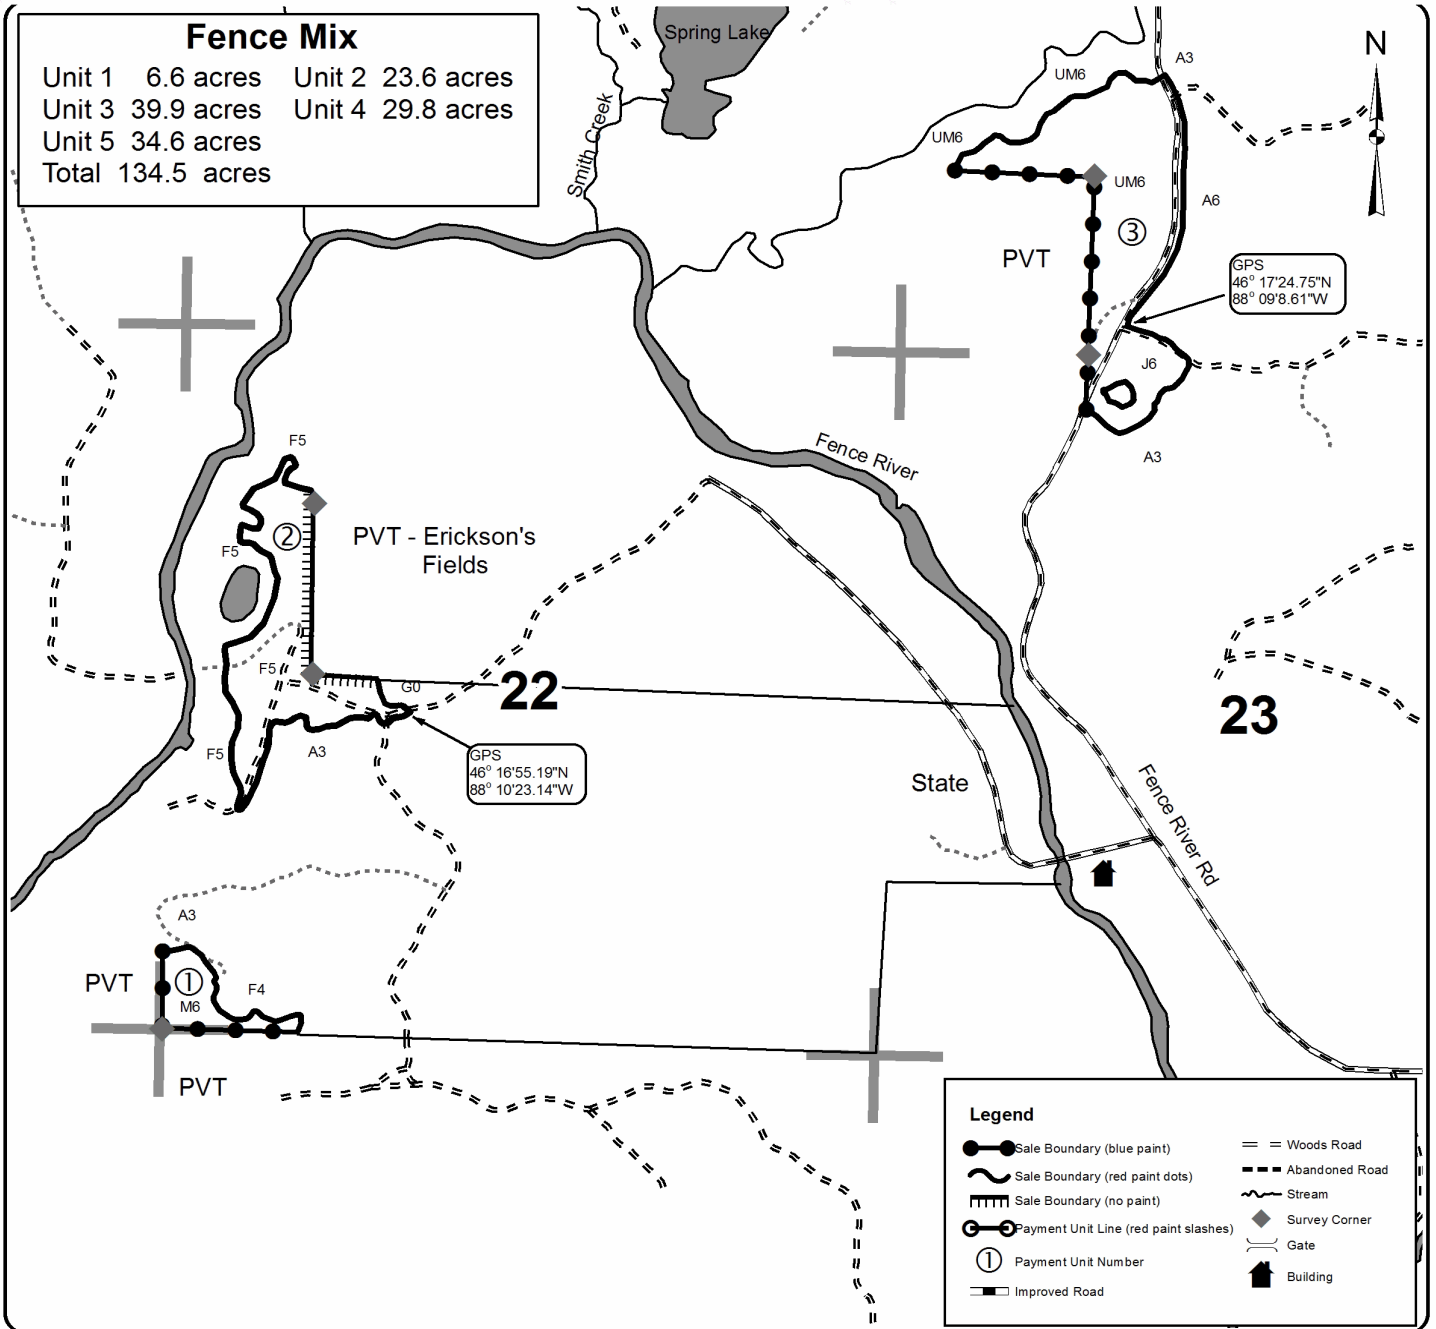 Fence Mix
Unit 1 6.6 acres Unit 2 23.6 acres
Unit 3 39.9 acres Unit 4 29.8 acres
Unit 5 34.6 acres
Total 134.5 acres
Spring Lake
Smith Creek
N
A3
UM6
UM6
UM6
A6
3
PVT
GPS
46° 17'24.75"N
88° 09'8.61"W
J6
A3
Fence River
F5
2
PVT - Erickson's
Fields
F5
F5
G0
22
23
F5
A3
GPS
46° 16'55.19"N
88° 10'23.14"W
State
Fence River Rd
A3
PVT
1
M6
F4
PVT
Legend
Sale Boundary (blue paint)
Sale Boundary (red paint dots)
Sale Boundary (no paint)
Payment Unit Line (red paint slashes)
1 Payment Unit Number
Improved Road
Woods Road
Abandoned Road
Stream
Survey Corner
Gate
Building